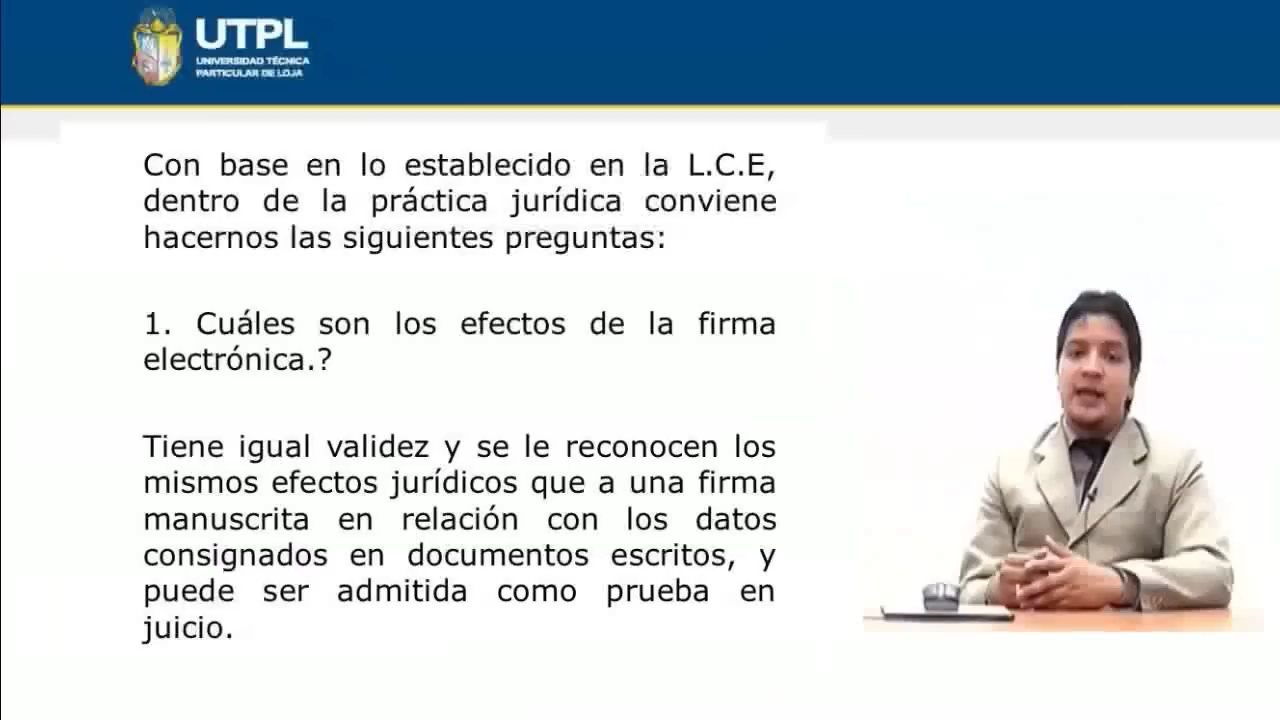 UTPL
UNIVERSIDAD TÉCNICA
PARTICULAR DE LOJA
Con base en lo establecido en la L.C.E,
dentro de la práctica jurídica conviene
hacernos las siguientes preguntas:
1. Cuáles son los efectos de la firma
electrónica.?
Tiene igual validez y se le reconocen los
mismos efectos jurídicos que a una firma
manuscrita en relación con los datos
consignados en documentos escritos, y
puede ser admitida como prueba en
juicio.